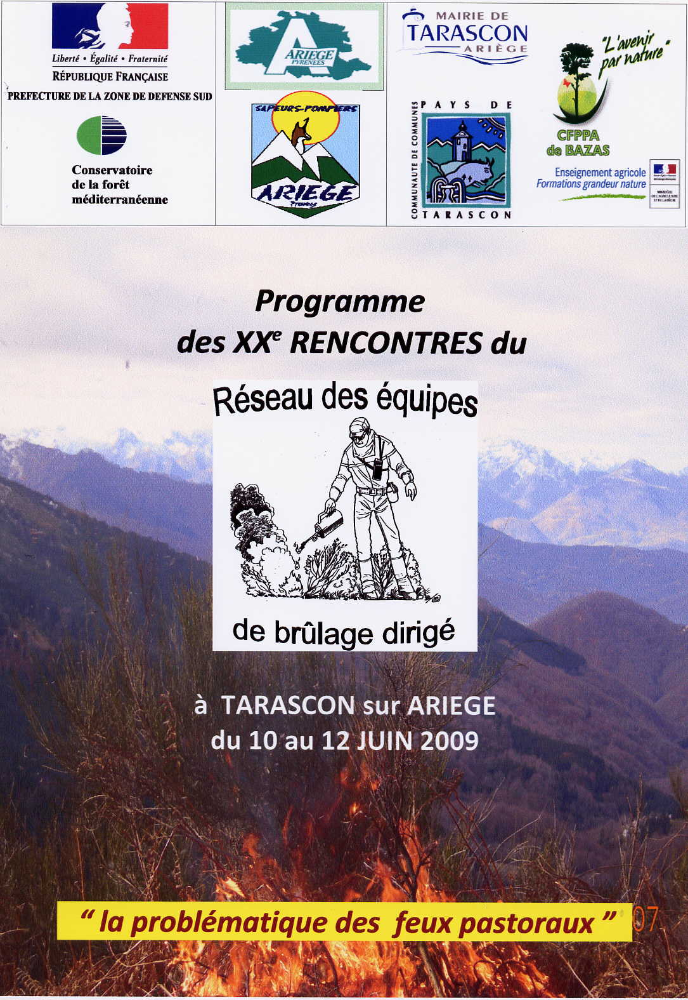 Liberté • Égalité • Fraternité
RÉPUBLIQUE FRANÇAISE
PREFECTURE DE LA ZONE DE DEFENSE SUD
Conservatoire
de la forêt
méditerranéenne
ARIEGE
PYRENEES
SAPEURS-POMPIERS
ARIEGE
MAIRIE DE
TARASCON
ARIÈGE
COMMUNAUTE DE COMMUNES
PAYS DE
TARASCON
"L'avenir
par nature"
CFPPA
de BAZAS
Enseignement agricole
Formations grandeur nature
Programme
des XXe RENCONTRES du
Réseau des équipes
de brûlage dirigé
à TARASCON sur ARIEGE
du 10 au 12 JUIN 2009
“ la problématique des feux pastoraux ”
07